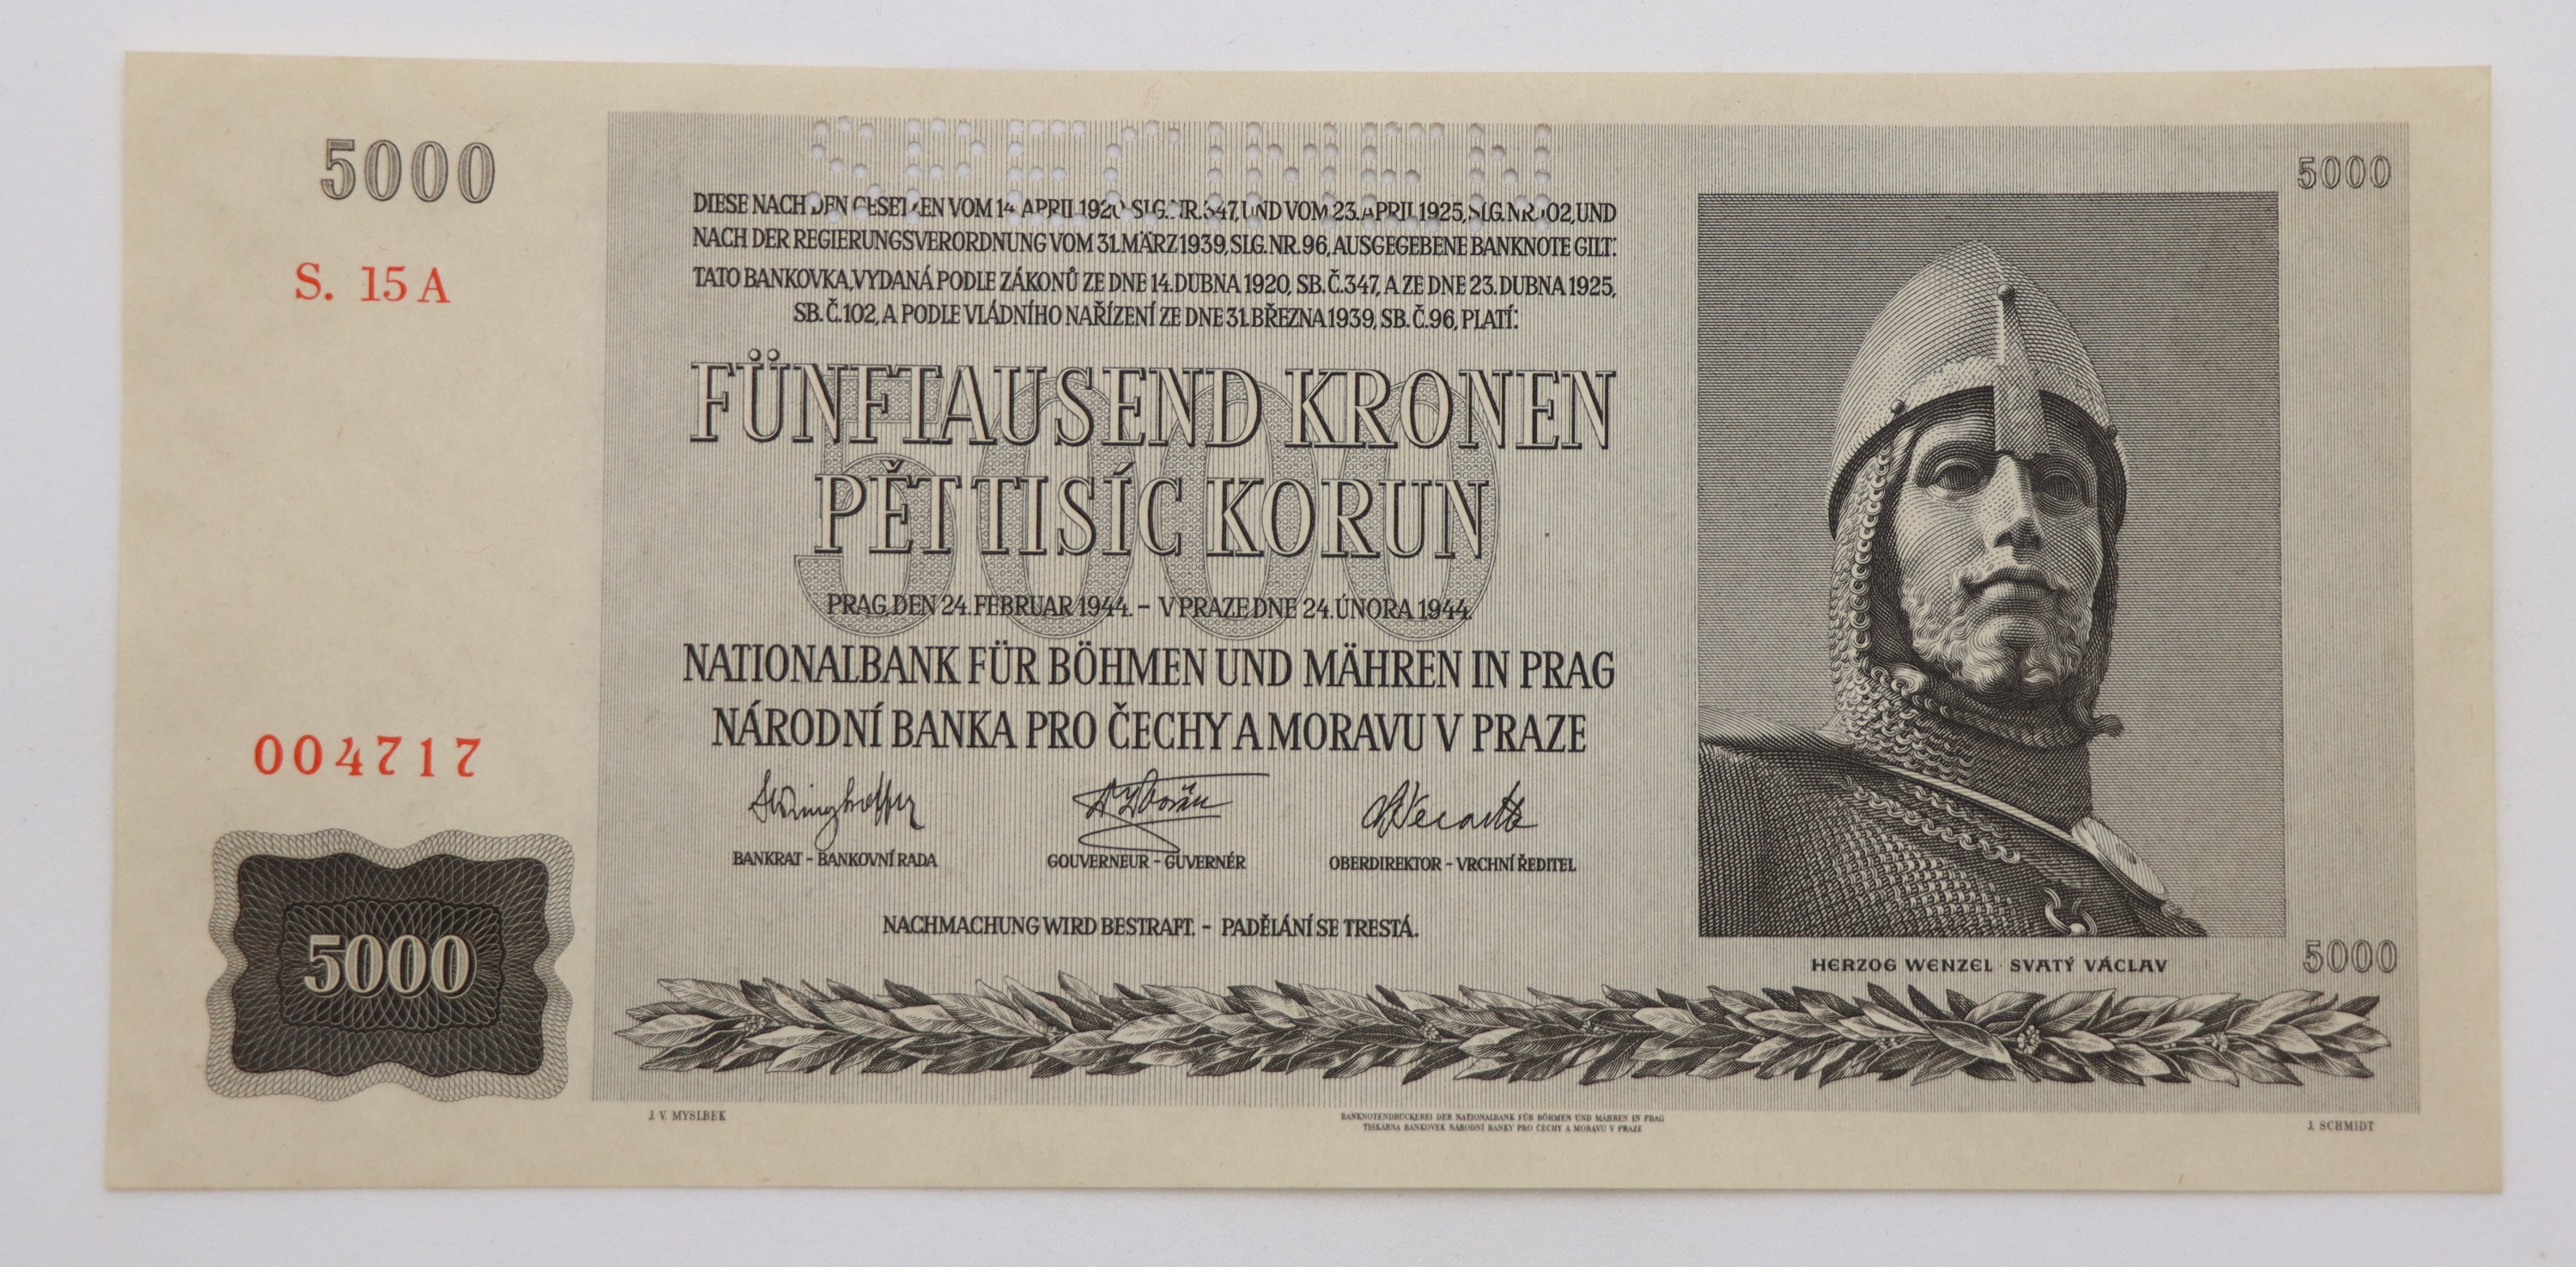 5000
S. 15 A
004717
5000
SPECIMEN
DIESE NACH DEN GESETZEN VOM 14. APRIL 1920, SLG. NR. 347, UND VOM 23. APRIL 1925, SLG. NR. 102, UND
NACH DER REGIERUNGSVERORDNUNG VOM 31. MÄRZ 1939, SLG. NR. 96, AUSGEGEBENE BANKNOTE GILT:
TATO BANKOVKA, VYDANÁ PODLE ZÁKONŮ ZE DNE 14. DUBNA 1920, SB. Č. 347, A ZE DNE 23. DUBNA 1925,
SB. Č. 102, A PODLE VLÁDNÍHO NAŘÍZENÍ ZE DNE 31. BŘEZNA 1939, SB. Č. 96, PLATÍ:
5000
FÜNFTAUSEND KRONEN
PĚT TISÍC KORUN
PRAG, DEN 24. FEBRUAR 1944. – V PRAZE DNE 24. ÚNORA 1944.
NATIONALBANK FÜR BÖHMEN UND MÄHREN IN PRAG
NÁRODNÍ BANKA PRO ČECHY A MORAVU V PRAZE
BANKRAT – BANKOVNÍ RADA
GOUVERNEUR – GUVERNÉR
OBERDIREKTOR – VRCHNÍ ŘEDITEL
NACHMACHUNG WIRD BESTRAFT. – PADĚLÁNÍ SE TRESTÁ.
5000
HERZOG WENZEL · SVATÝ VÁCLAV
5000
J. V. MYSLBEK
BANKNOTENDRUCKEREI DER NATIONALBANK FÜR BÖHMEN UND MÄHREN IN PRAG
TISKÁRNA BANKOVEK NÁRODNÍ BANKY PRO ČECHY A MORAVU V PRAZE
J. SCHMIDT